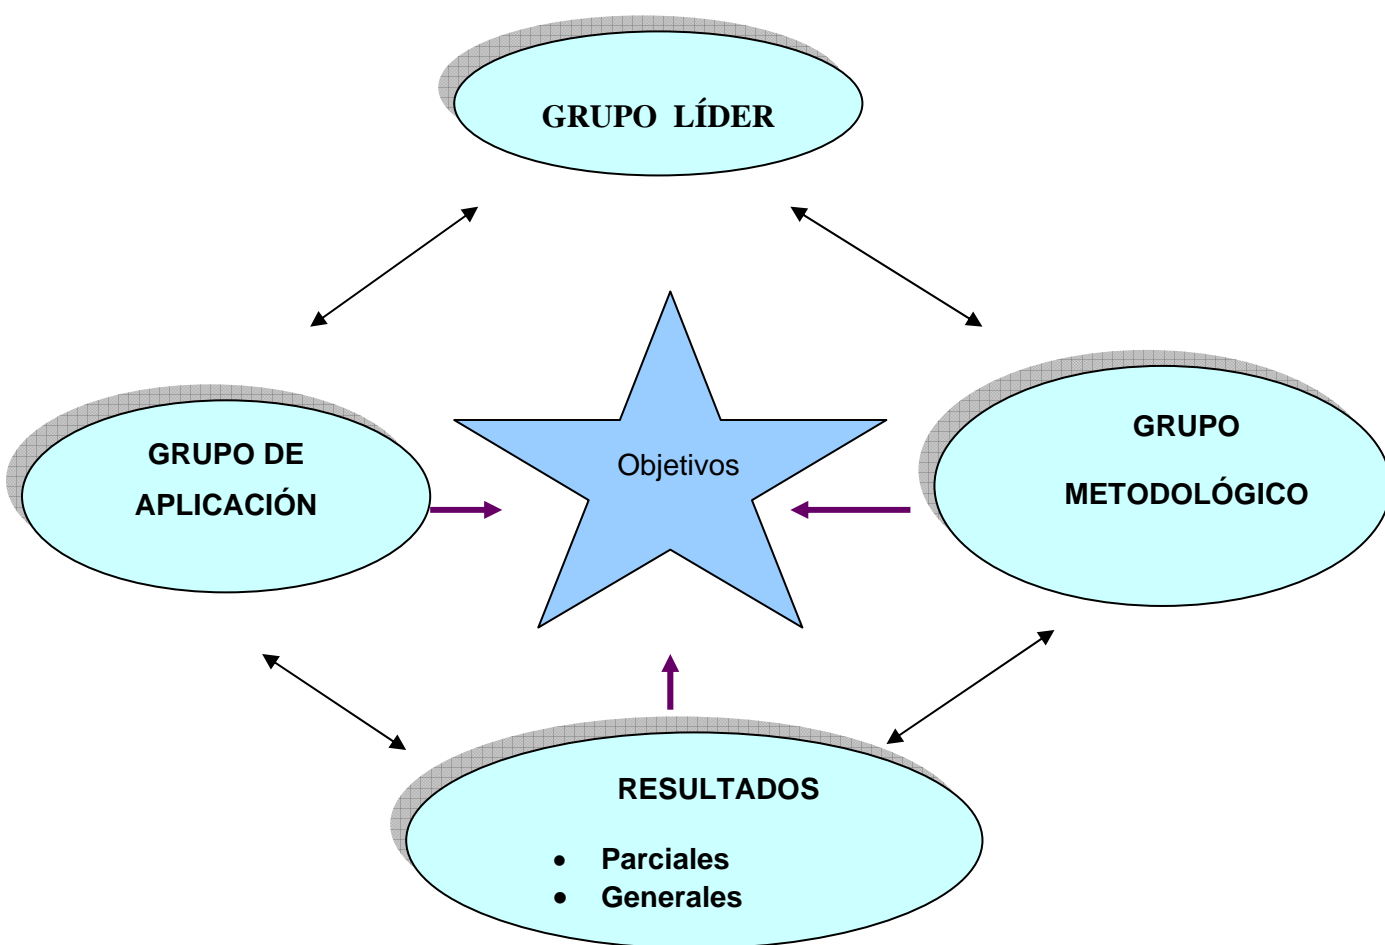 GRUPO LÍDER
GRUPO DE
APLICACIÓN
Objetivos
GRUPO
METODOLÓGICO
RESULTADOS
• Parciales
• Generales